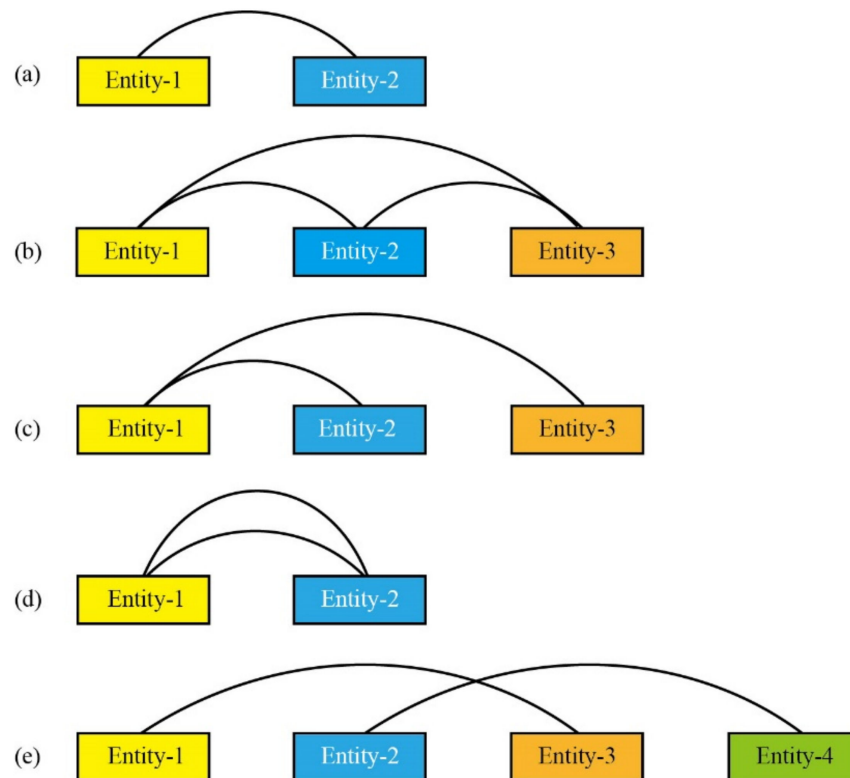 (a) Entity-1 Entity-2
(b) Entity-1 Entity-2 Entity-3
(c) Entity-1 Entity-2 Entity-3
(d) Entity-1 Entity-2
(e) Entity-1 Entity-2 Entity-3 Entity-4